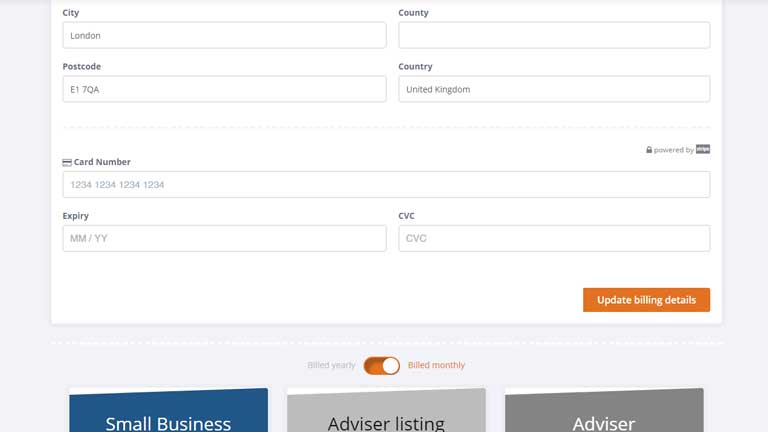 City County
London
Postcode Country
E1 7QA United Kingdom
powered by stripe
Card Number
1234 1234 1234 1234
Expiry CVC
MM / YY CVC
Update billing details
Billed yearly Billed monthly
Small Business Adviser listing Adviser